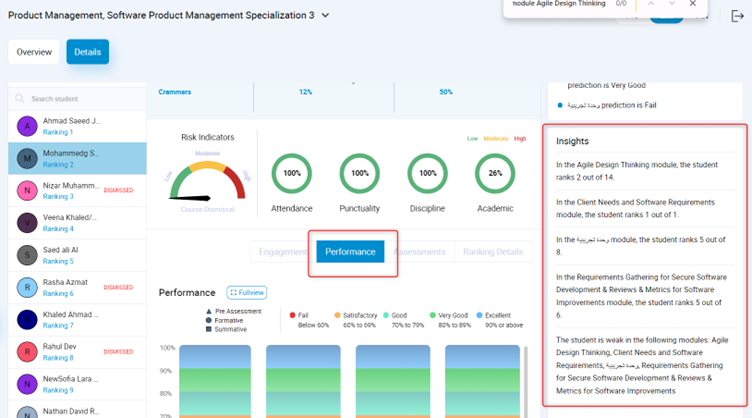 Product Management, Software Product Management Specialization 3
module Agile Design Thinking 0/0
Overview
Details
Search student
Ahmad Saeed J...
Ranking 1
Mohammedg S...
Ranking 2
Nizar Muhamm...
Ranking 3
DISMISSED
Veena Khaled/...
Ranking 4
Saed ali Al
Ranking 5
Rasha Azmat
Ranking 6
DISMISSED
Khaled Ahmad ...
Ranking 7
Rahul Dev
Ranking 8
DISMISSED
NewSofia Lara ...
Ranking 9
Nathan David R...
Crammers 12% 50%
Risk Indicators
Low Moderate High
Low
Moderate
High
Course Dismissal
100%
Attendance
100%
Punctuality
100%
Discipline
26%
Academic
Engagement
Performance
Assessments
Ranking Details
Performance
Fullview
Pre Assessment
Formative
Summative
Fail
Below 60%
Satisfactory
60% to 69%
Good
70% to 79%
Very Good
80% to 89%
Excellent
90% or above
100%
90%
80%
70%
prediction is Very Good
وحدة تجريبية prediction is Fail
Insights
In the Agile Design Thinking module, the student
ranks 2 out of 14.
In the Client Needs and Software Requirements
module, the student ranks 1 out of 1.
In the وحدة تجريبية module, the student ranks 5 out of
8.
In the Requirements Gathering for Secure Software
Development & Reviews & Metrics for Software
Improvements module, the student ranks 5 out of
6.
The student is weak in the following modules: Agile
Design Thinking, Client Needs and Software
Requirements, وحدة تجريبية, Requirements Gathering
for Secure Software Development & Reviews &
Metrics for Software Improvements